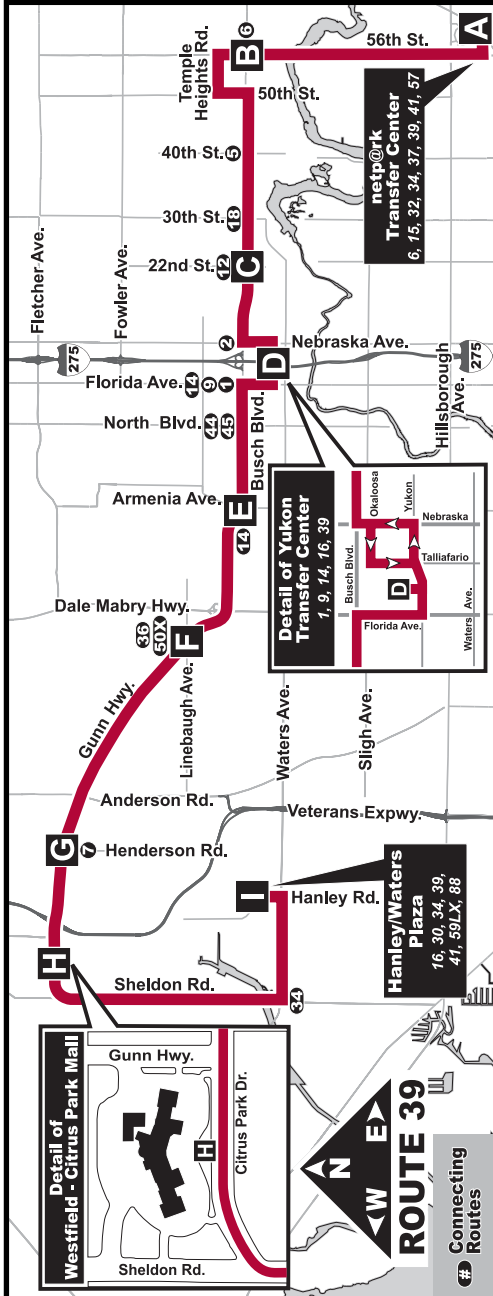 A
56th St.
B
6
Temple
Heights Rd.
50th St.
40th St.
5
30th St.
18
22nd St.
12
C
netp@rk
Transfer Center
6, 15, 32, 34, 37, 39, 41, 57
Fletcher Ave.
Fowler Ave.
275
2
Nebraska Ave.
D
Florida Ave.
14
9
1
North Blvd.
44
45
Busch Blvd.
Hillsborough
Ave.
275
Armenia Ave.
E
14
Detail of Yukon
Transfer Center
1, 9, 14, 16, 39
Busch Blvd.
Okaloosa
Yukon
Nebraska
Talliafario
D
Florida Ave.
Waters Ave.
Dale Mabry Hwy.
36
50X
F
Linebaugh Ave.
Gunn Hwy.
Waters Ave.
Sligh Ave.
Anderson Rd.
Veterans Expwy.
G
7
Henderson Rd.
I
Hanley Rd.
Hanley/Waters
Plaza
16, 30, 34, 39,
41, 59LX, 88
H
Sheldon Rd.
34
Detail of
Westfield - Citrus Park Mall
Gunn Hwy.
H
Citrus Park Dr.
Sheldon Rd.
N
W
E
ROUTE 39
# Connecting
Routes